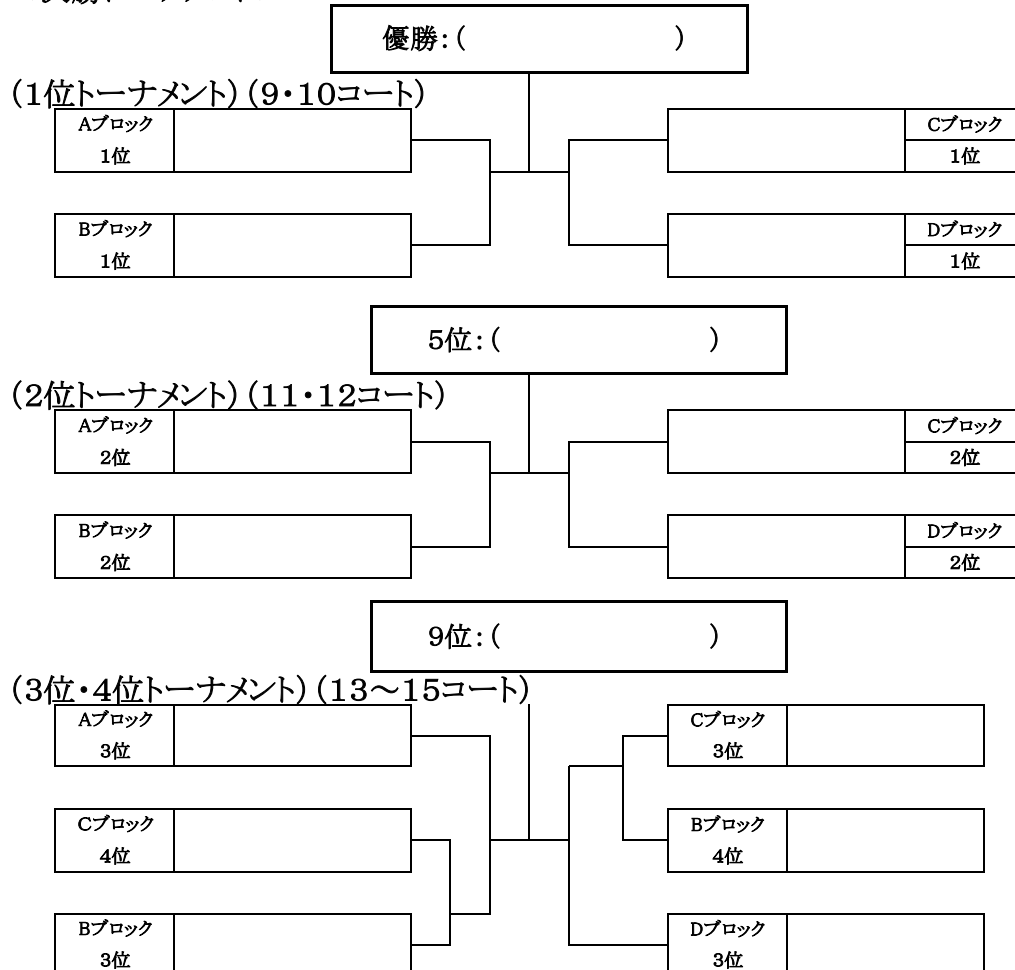 優勝:(　　　　　　　)
(1位トーナメント)(9・10コート)
Aブロック
1位
Cブロック
1位
Bブロック
1位
Dブロック
1位
5位:(　　　　　　　)
(2位トーナメント)(11・12コート)
Aブロック
2位
Cブロック
2位
Bブロック
2位
Dブロック
2位
9位:(　　　　　　　)
(3位・4位トーナメント)(13～15コート)
Aブロック
3位
Cブロック
3位
Cブロック
4位
Bブロック
4位
Bブロック
3位
Dブロック
3位